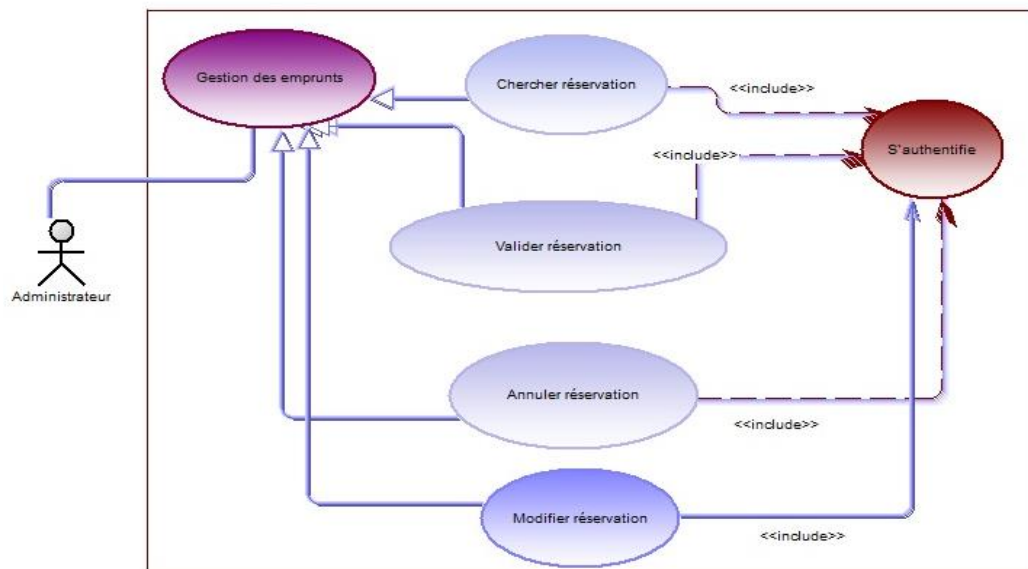 Gestion des emprunts
Chercher réservation
<<include>>
S'authentifie
<<include>>
Valider réservation
Administrateur
Annuler réservation
<<include>>
Modifier réservation
<<include>>